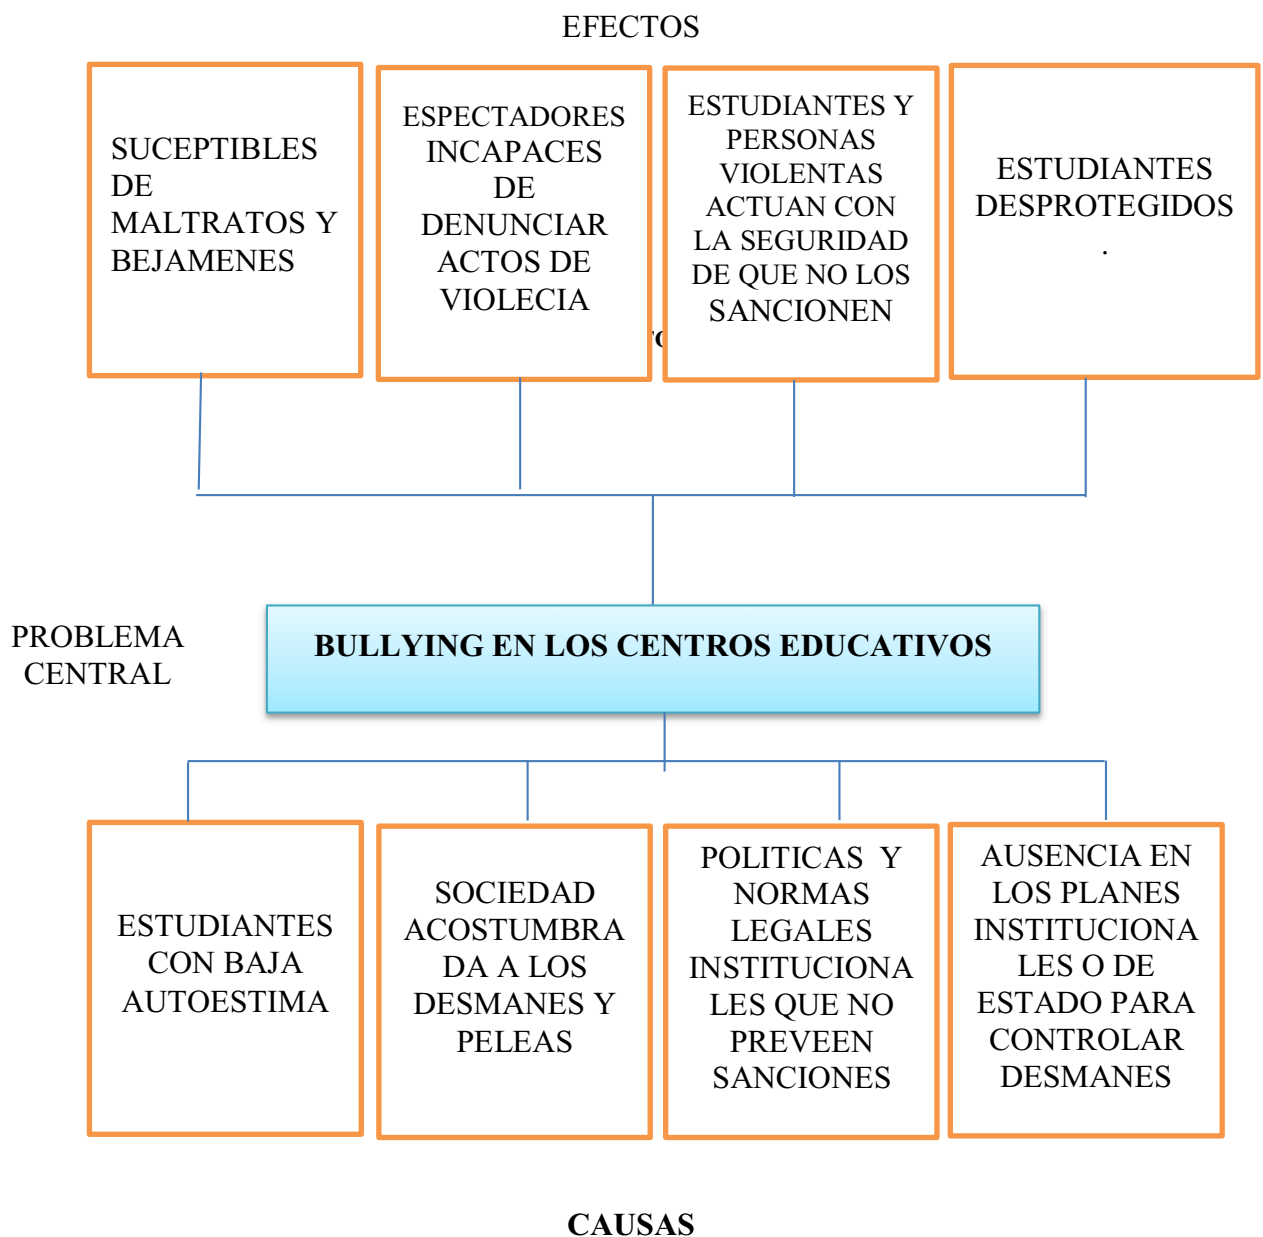 EFECTOS
SUCEPTIBLES
DE
MALTRATOS Y
BEJAMENES
ESPECTADORES
INCAPACES
DE
DENUNCIAR
ACTOS DE
VIOLECIA
ESTUDIANTES Y
PERSONAS
VIOLENTAS
ACTUAN CON
LA SEGURIDAD
DE QUE NO LOS
SANCIONEN
ESTUDIANTES
DESPROTEGIDOS
.
PROBLEMA
CENTRAL
BULLYING EN LOS CENTROS EDUCATIVOS
ESTUDIANTES
CON BAJA
AUTOESTIMA
SOCIEDAD
ACOSTUMBRA
DA A LOS
DESMANES Y
PELEAS
POLITICAS  Y
NORMAS
LEGALES
INSTITUCIONA
LES QUE NO
PREVEEN
SANCIONES
AUSENCIA EN
LOS PLANES
INSTITUCIONA
LES O DE
ESTADO PARA
CONTROLAR
DESMANES
CAUSAS